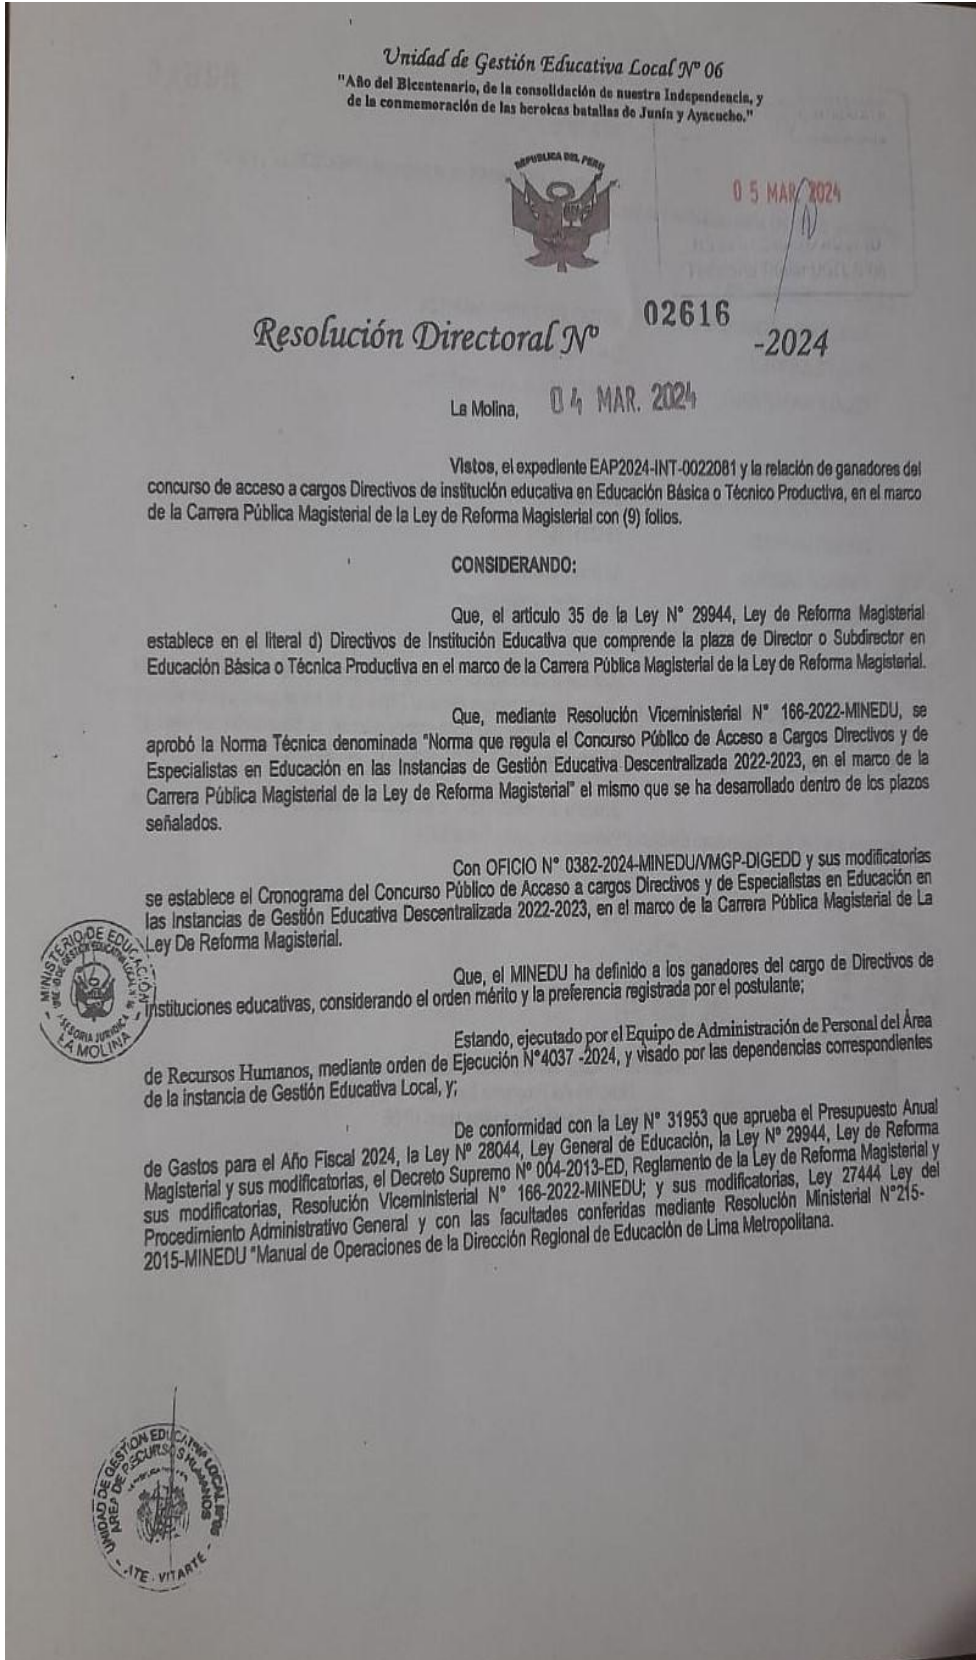 Unidad de Gestión Educativa Local Nº 06
"Año del Bicentenario, de la consolidación de nuestra Independencia, y
de la conmemoración de las heroicas batallas de Junín y Ayacucho."
REPUBLICA DEL PERU
05 MAR 2024
Resolución Directoral Nº 02616 -2024
La Molina, 04 MAR. 2024
Vistos, el expediente EAP2024-INT-0022081 y la relación de ganadores del
concurso de acceso a cargos Directivos de institución educativa en Educación Básica o Técnico Productiva, en el marco
de la Carrera Pública Magisterial de la Ley de Reforma Magisterial con (9) folios.
CONSIDERANDO:
Que, el articulo 35 de la Ley N° 29944, Ley de Reforma Magisterial
establece en el literal d) Directivos de Institución Educativa que comprende la plaza de Director o Subdirector en
Educación Básica o Técnica Productiva en el marco de la Carrera Pública Magisterial de la Ley de Reforma Magisterial.
Que, mediante Resolución Viceministerial N° 166-2022-MINEDU, se
aprobó la Norma Técnica denominada "Norma que regula el Concurso Público de Acceso a Cargos Directivos y de
Especialistas en Educación en las Instancias de Gestión Educativa Descentralizada 2022-2023, en el marco de la
Carrera Pública Magisterial de la Ley de Reforma Magisterial" el mismo que se ha desarrollado dentro de los plazos
señalados.
Con OFICIO N° 0382-2024-MINEDU/VMGP-DIGEDD y sus modificatorias
se establece el Cronograma del Concurso Público de Acceso a cargos Directivos y de Especialistas en Educación en
las Instancias de Gestión Educativa Descentralizada 2022-2023, en el marco de la Carrera Pública Magisterial de La
Ley De Reforma Magisterial.
Que, el MINEDU ha definido a los ganadores del cargo de Directivos de
instituciones educativas, considerando el orden mérito y la preferencia registrada por el postulante;
MINISTERIO DE EDUCACIÓN
ASESORIA JURIDICA
LA MOLINA
Estando, ejecutado por el Equipo de Administración de Personal del Área
de Recursos Humanos, mediante orden de Ejecución N°4037 -2024, y visado por las dependencias correspondientes
de la instancia de Gestión Educativa Local, y;
De conformidad con la Ley N° 31953 que aprueba el Presupuesto Anual
de Gastos para el Año Fiscal 2024, la Ley Nº 28044, Ley General de Educación, la Ley Nº 29944, Ley de Reforma
Magisterial y sus modificatorias, el Decreto Supremo Nº 004-2013-ED, Reglamento de la Ley de Reforma Magisterial y
sus modificatorias, Resolución Viceministerial N° 166-2022-MINEDU; y sus modificatorias, Ley 27444 Ley del
Procedimiento Administrativo General y con las facultades conferidas mediante Resolución Ministerial N°215-
2015-MINEDU "Manual de Operaciones de la Dirección Regional de Educación de Lima Metropolitana.
UNIDAD DE GESTIÓN EDUCATIVA LOCAL Nº06
AREA DE RECURSOS HUMANOS
- ATE - VITARTE -